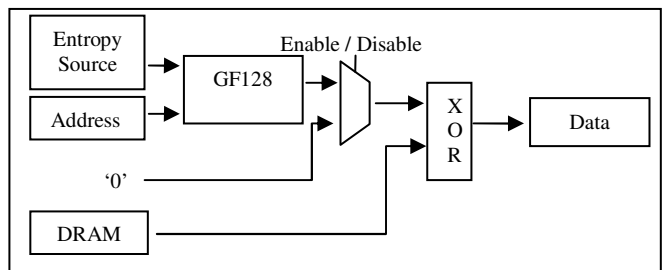 Entropy
Source
Enable / Disable
GF128
Address
X
O
R
Data
‘0’
DRAM